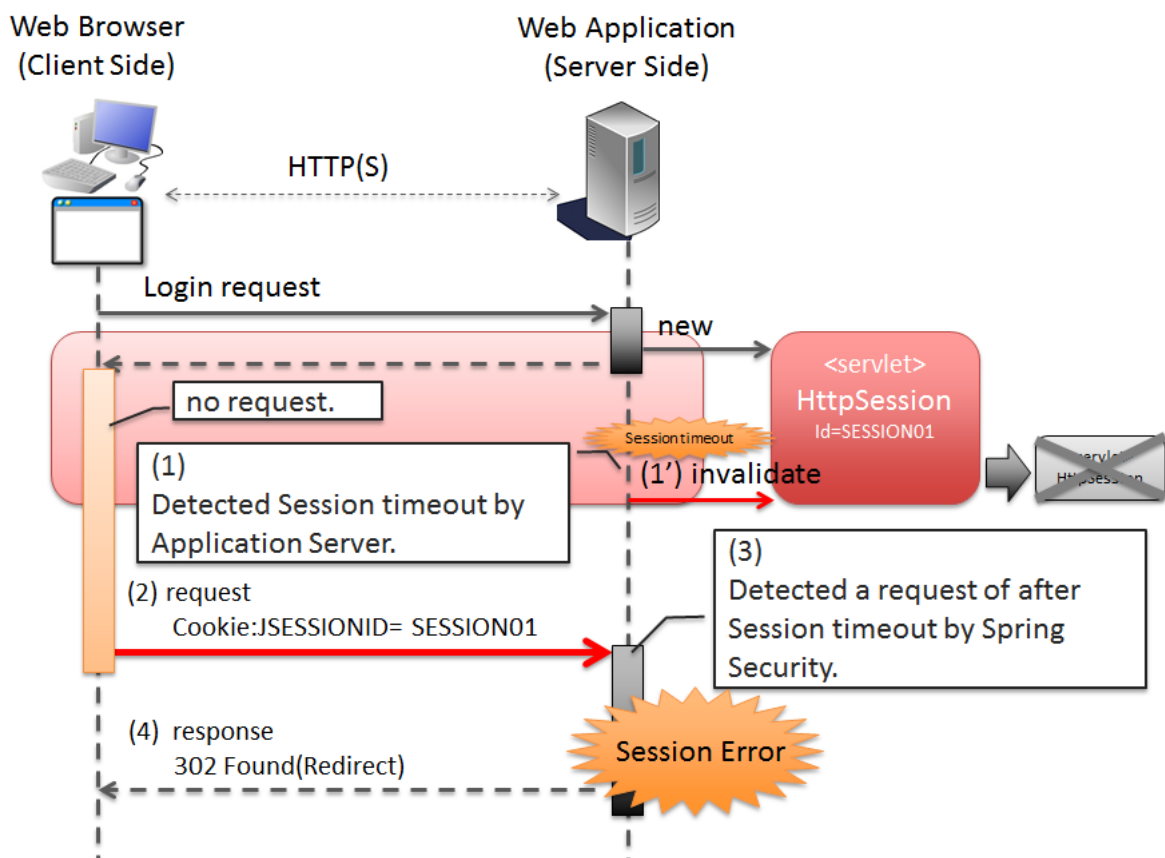 Web Browser
(Client Side)
Web Application
(Server Side)
HTTP(S)
Login request
new
<servlet>
HttpSession
Id=SESSION01
no request.
Session timeout
(1)
Detected Session timeout by
Application Server.
(1’) invalidate
HttpSession
(2) request
Cookie:JSESSIONID= SESSION01
(3)
Detected a request of after
Session timeout by Spring
Security.
(4) response
302 Found(Redirect)
Session Error